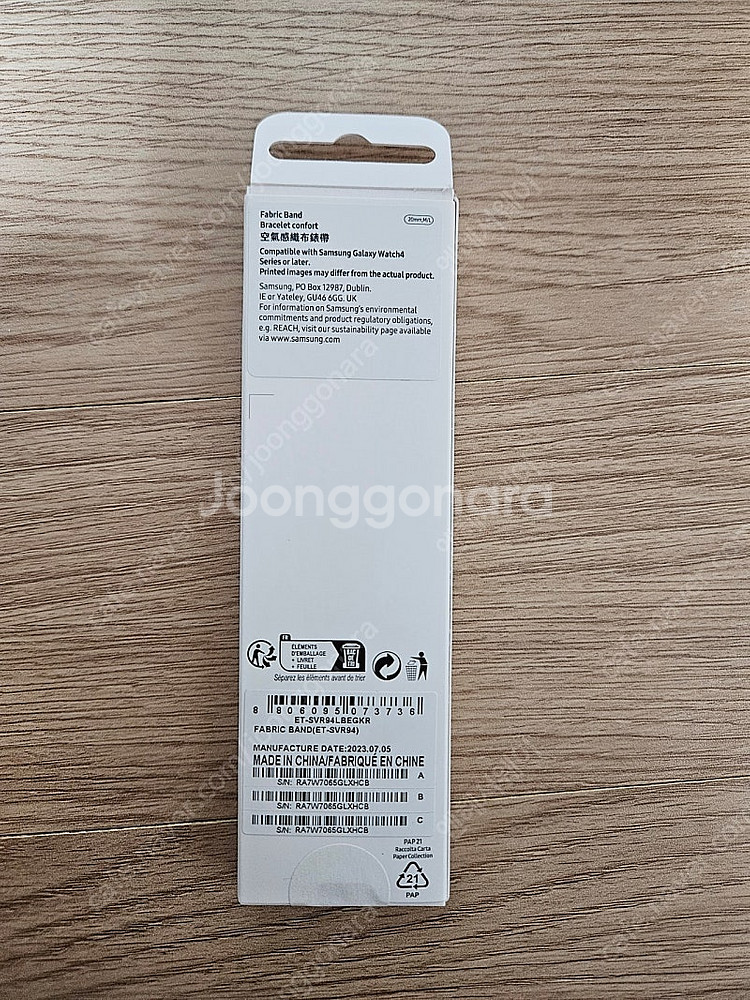 Fabric Band
20mm,M/L
Bracelet confort
空氣感織布錶帶
Compatible with Samsung Galaxy Watch4
Series or later.
Printed images may differ from the actual product.
Samsung, PO Box 12987, Dublin.
IE or Yateley, GU46 6GG. UK
For information on Samsung's environmental
commitments and product regulatory obligations,
e.g. REACH, visit our sustainability page available
via www.samsung.com
Joonggonara
FR
ÉLÉMENTS
D'EMBALLAGE
+ LIVRET
+ FEUILLE
BAC
DE
TRI
Séparez les éléments avant de trier
8 806095 073736
ET-SVR94LBEGKR
FABRIC BAND(ET-SVR94)
MANUFACTURE DATE:2023.07.05
MADE IN CHINA/FABRIQUÉ EN CHINE
A
S/N: RA7W7065GLXHCB
B
S/N: RA7W7065GLXHCB
C
S/N: RA7W7065GLXHCB
PAP 21
Raccolta Carta
Paper Collection
21
PAP